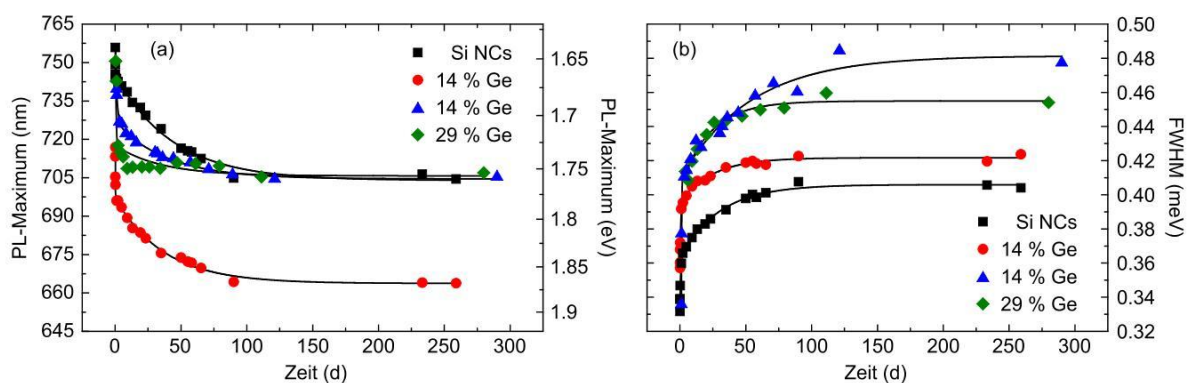 (a)
Si NCs
14 % Ge
14 % Ge
29 % Ge
PL-Maximum (nm)
765
750
735
720
705
690
675
660
645
0 50 100 150 200 250 300
Zeit (d)
1.65
1.7
1.75
1.8
1.85
1.9
PL-Maximum (eV)
(b)
Si NCs
14 % Ge
14 % Ge
29 % Ge
0 50 100 150 200 250 300
Zeit (d)
0.50
0.48
0.46
0.44
0.42
0.40
0.38
0.36
0.34
0.32
FWHM (meV)